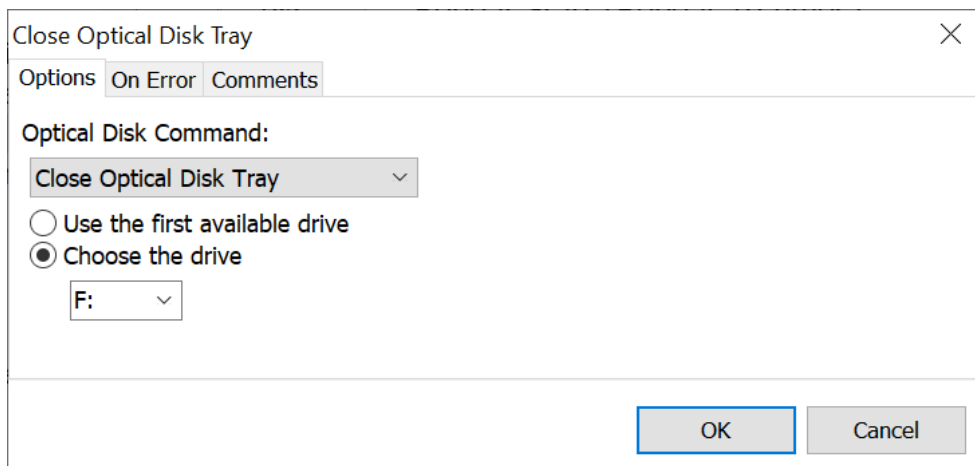 Close Optical Disk Tray
Options On Error Comments
Optical Disk Command:
Close Optical Disk Tray
Use the first available drive
Choose the drive
F:
OK Cancel